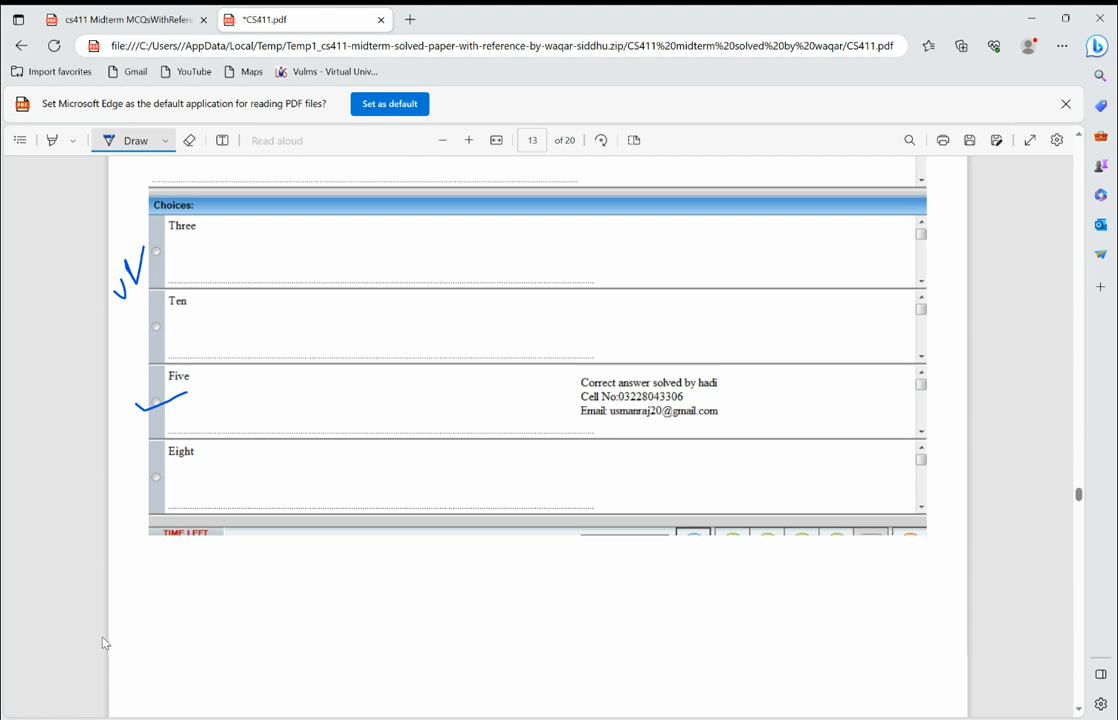 cs411 Midterm MCQsWithRefere
*CS411.pdf
file:///C:/Users//AppData/Local/Temp/Temp1_cs411-midterm-solved-paper-with-reference-by-waqar-siddhu.zip/CS411%20midterm%20solved%20by%20waqar/CS411.pdf
Import favorites
Gmail
YouTube
Maps
Vulms - Virtual Univ...
Set Microsoft Edge as the default application for reading PDF files?
Set as default
Draw
Read aloud
13
of 20
Choices:
Three
Ten
Five
Correct answer solved by hadi
Cell No:03228043306
Email: usmanraj20@gmail.com
Eight
TIME LEFT